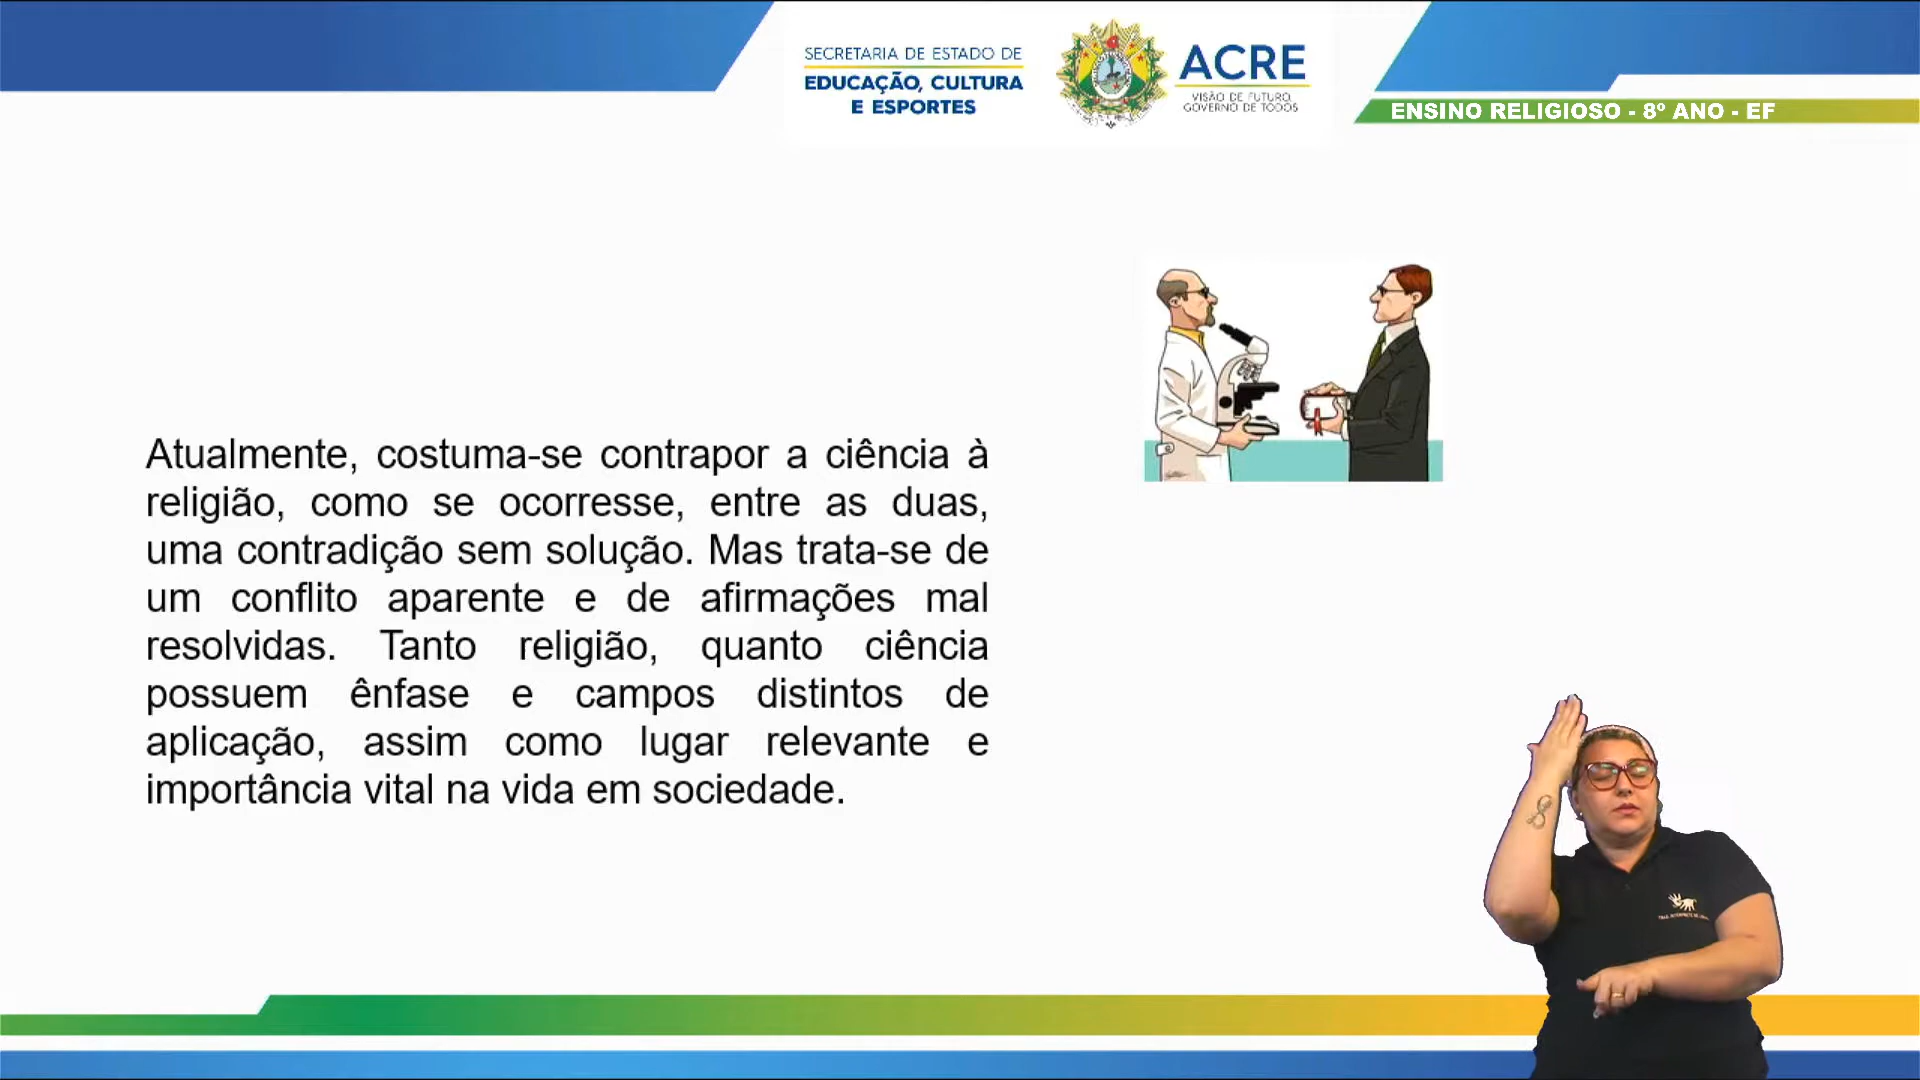 SECRETARIA DE ESTADO DE
EDUCAÇÃO, CULTURA
E ESPORTES
ACRE
VISÃO DE FUTURO,
GOVERNO DE TODOS
ENSINO RELIGIOSO - 8º ANO - EF
Atualmente, costuma-se contrapor a ciência à
religião, como se ocorresse, entre as duas,
uma contradição sem solução. Mas trata-se de
um conflito aparente e de afirmações mal
resolvidas. Tanto religião, quanto ciência
possuem ênfase e campos distintos de
aplicação, assim como lugar relevante e
importância vital na vida em sociedade.